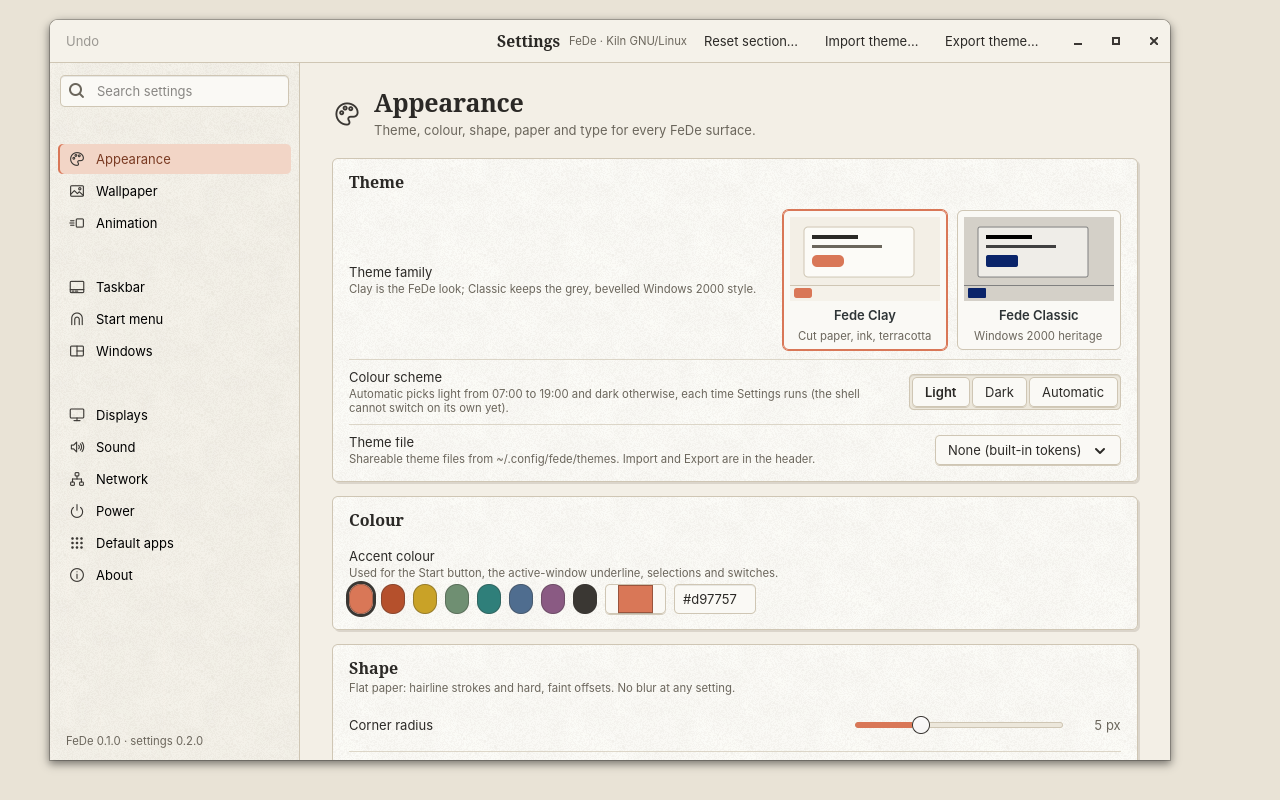 Undo
Settings
FeDe · Kiln GNU/Linux
Reset section...
Import theme...
Export theme...
Search settings
Appearance
Wallpaper
Animation
Taskbar
Start menu
Windows
Displays
Sound
Network
Power
Default apps
About
FeDe 0.1.0 · settings 0.2.0
Appearance
Theme, colour, shape, paper and type for every FeDe surface.
Theme
Theme family
Clay is the FeDe look; Classic keeps the grey, bevelled Windows 2000 style.
Fede Clay
Cut paper, ink, terracotta
Fede Classic
Windows 2000 heritage
Colour scheme
Automatic picks light from 07:00 to 19:00 and dark otherwise, each time Settings runs (the shell
cannot switch on its own yet).
Light
Dark
Automatic
Theme file
Shareable theme files from ~/.config/fede/themes. Import and Export are in the header.
None (built-in tokens)
Colour
Accent colour
Used for the Start button, the active-window underline, selections and switches.
#d97757
Shape
Flat paper: hairline strokes and hard, faint offsets. No blur at any setting.
Corner radius
5 px